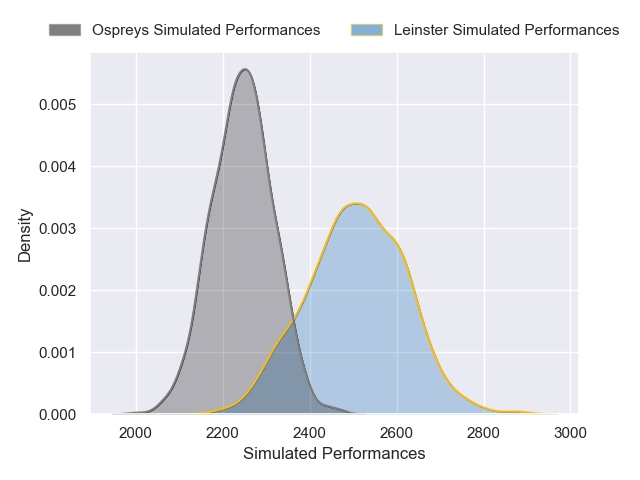 Ospreys Simulated Performances
Leinster Simulated Performances
0.005
0.004
0.003
0.002
0.001
0.000
Density
2000 2200 2400 2600 2800 3000
Simulated Performances